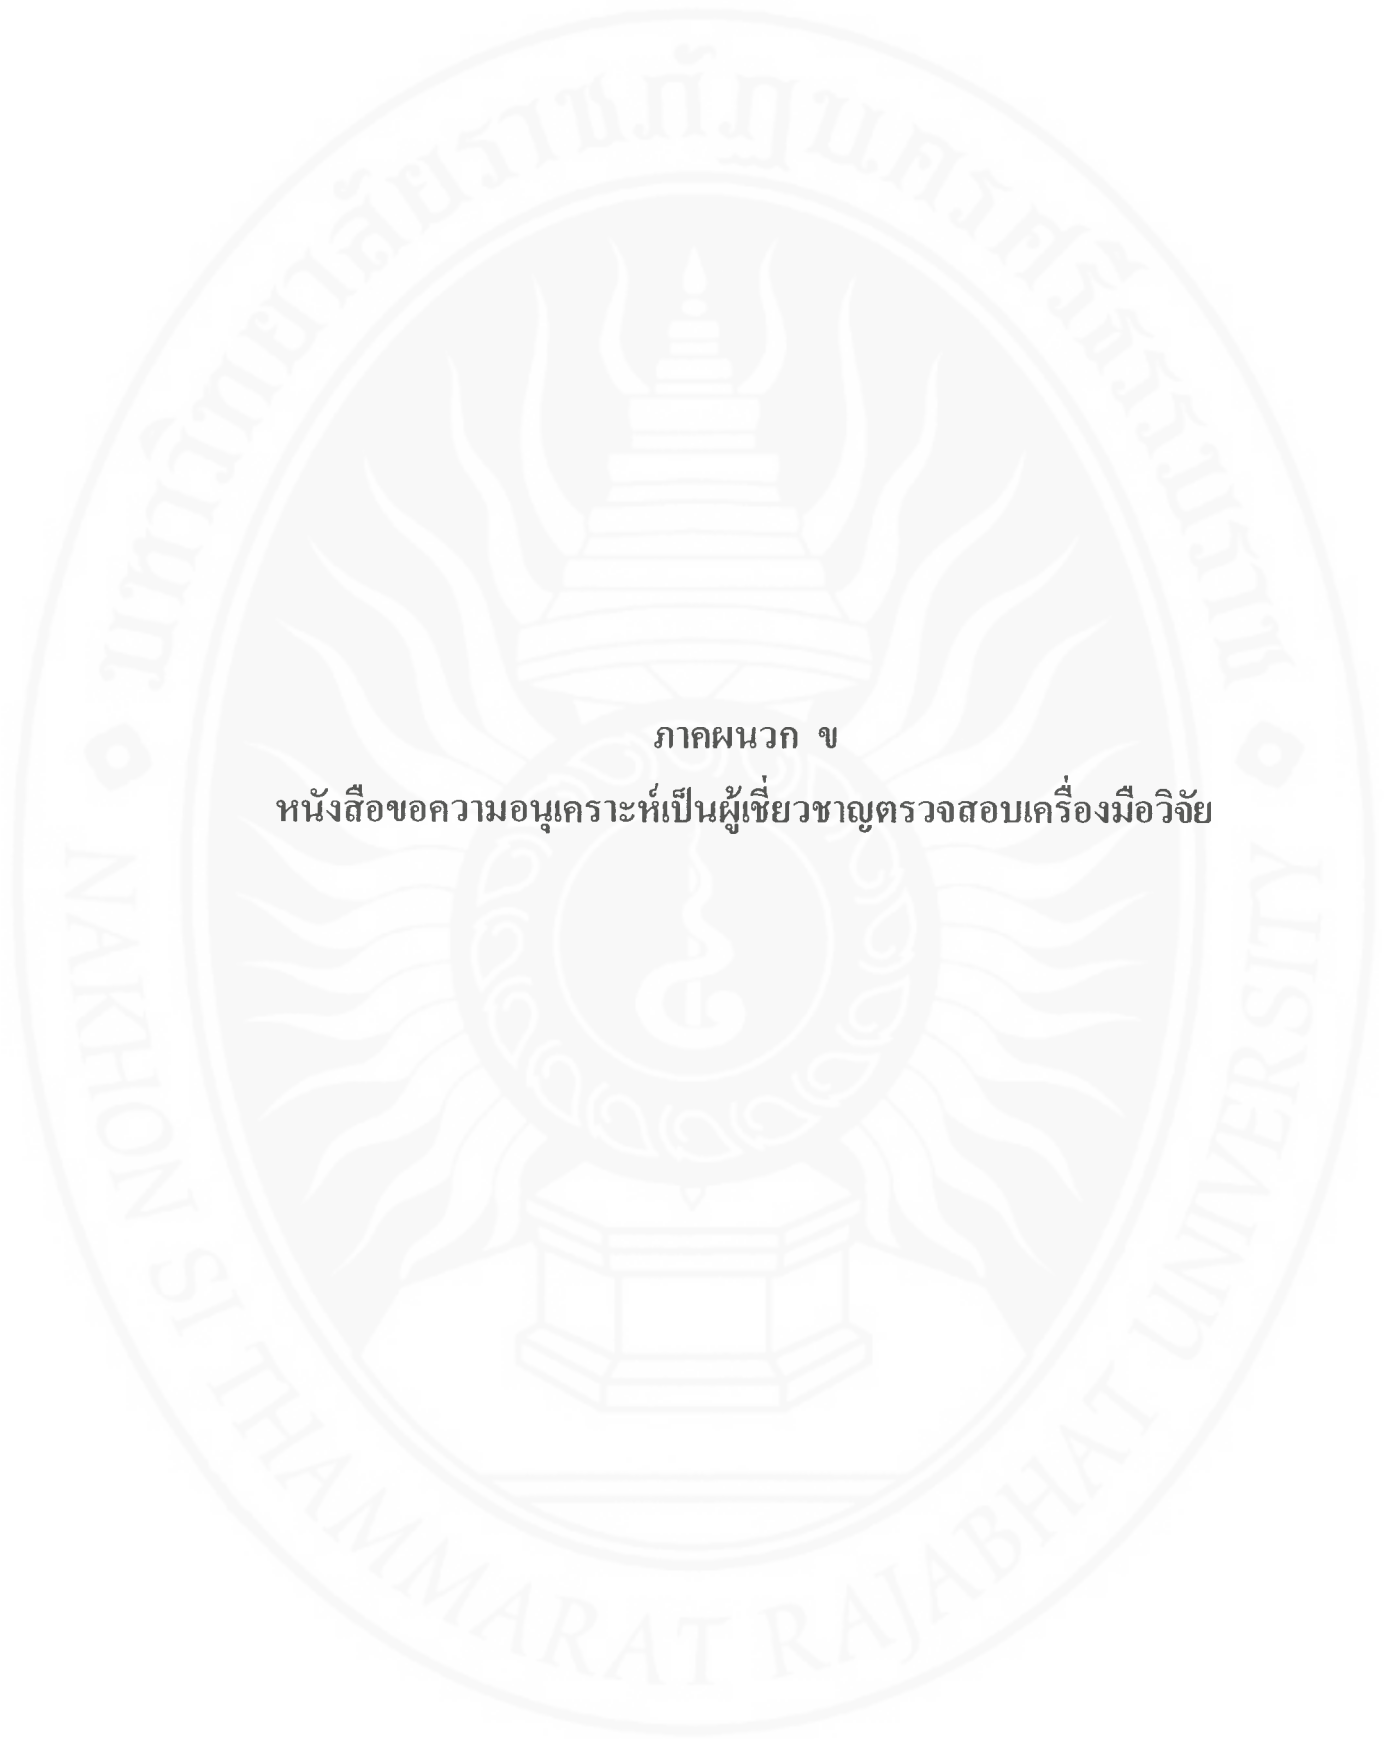 มหาวิทยาลัยราชภัฏนครศรีธรรมราช
ภาคผนวก ข
หนังสือขอความอนุเคราะห์เป็นผู้เชี่ยวชาญตรวจสอบเครื่องมือวิจัย
NAKHON SI THAMMARAT RAJABHAT UNIVERSITY